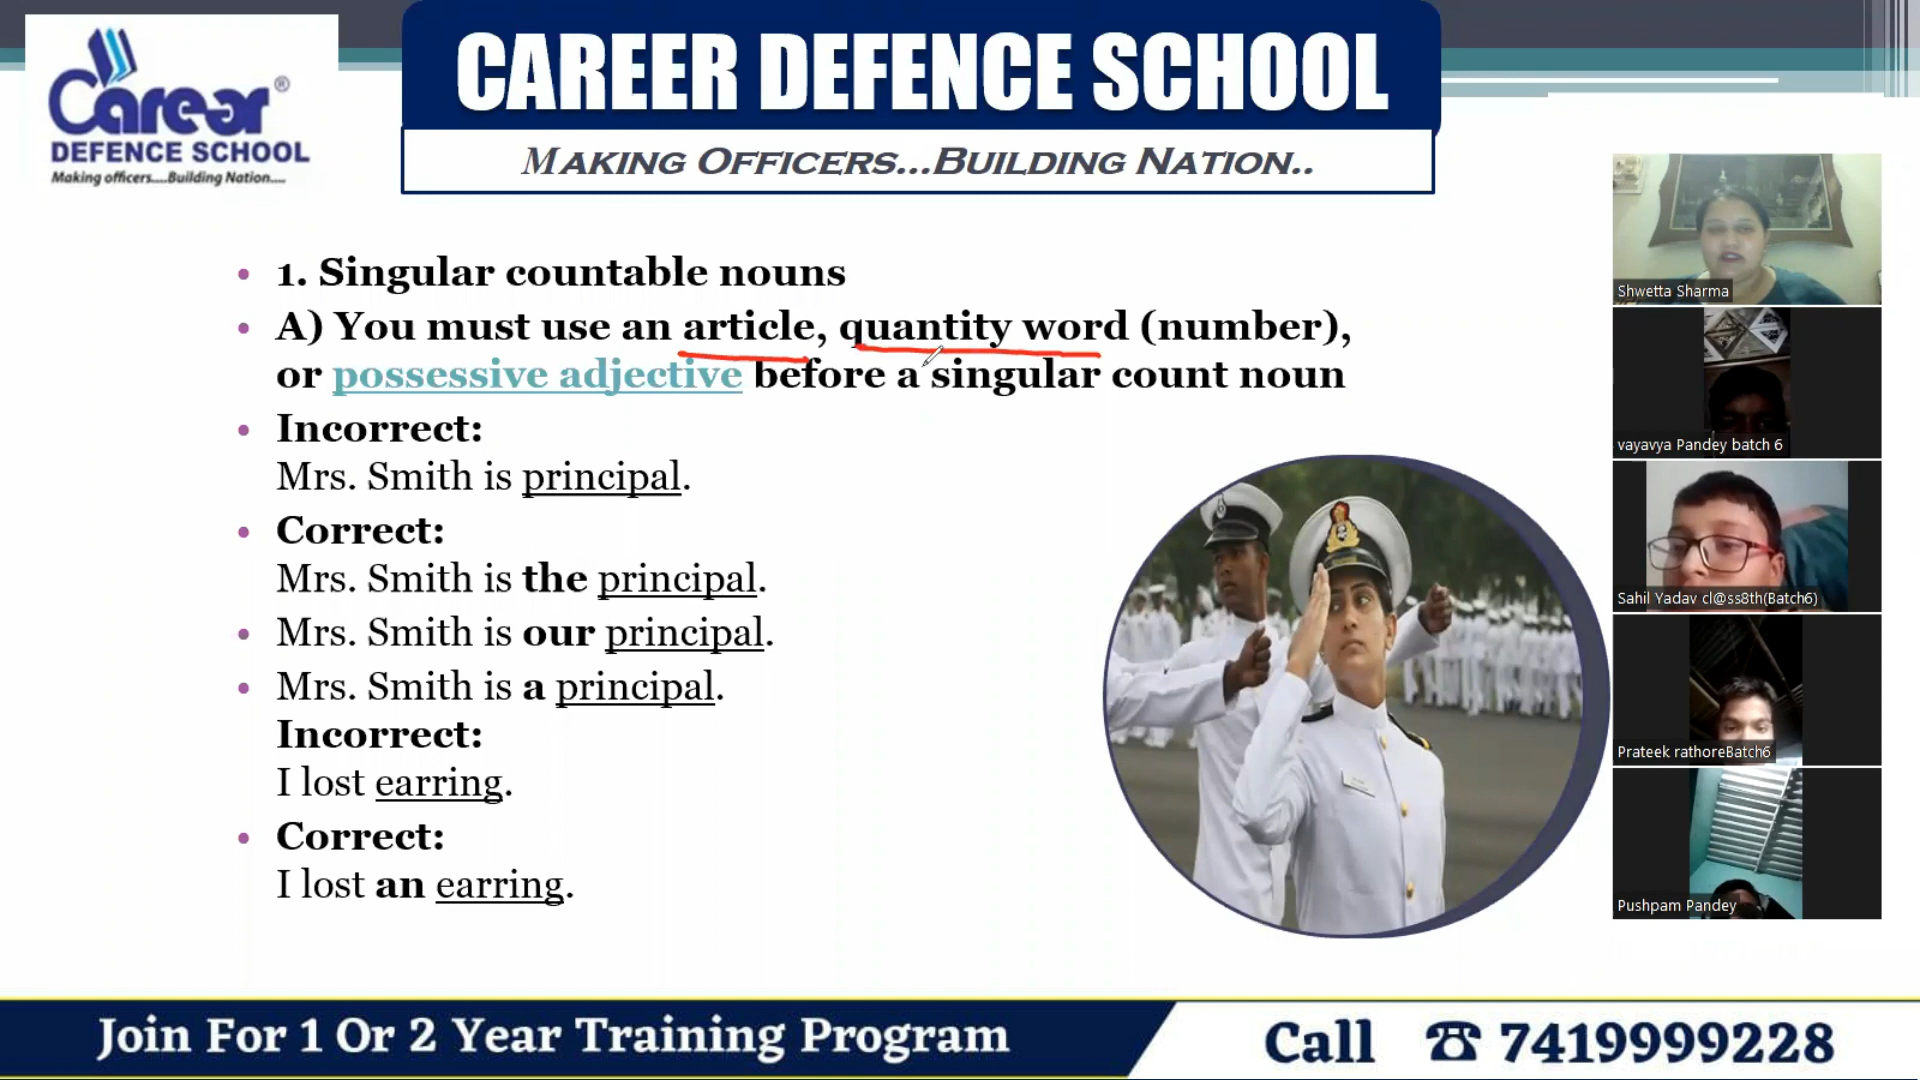 Career®
DEFENCE SCHOOL
Making officers....Building Nation....
CAREER DEFENCE SCHOOL
MAKING OFFICERS...BUILDING NATION..
• 1. Singular countable nouns
• A) You must use an article, quantity word (number),
or possessive adjective before a singular count noun
• Incorrect:
Mrs. Smith is principal.
• Correct:
Mrs. Smith is the principal.
• Mrs. Smith is our principal.
• Mrs. Smith is a principal.
Incorrect:
I lost earring.
• Correct:
I lost an earring.
Shwetta Sharma
vayavya Pandey batch 6
Sahil Yadav cl@ss8th(Batch6)
Prateek rathoreBatch6
Pushpam Pandey
Join For 1 Or 2 Year Training Program
Call ☎ 7419999228